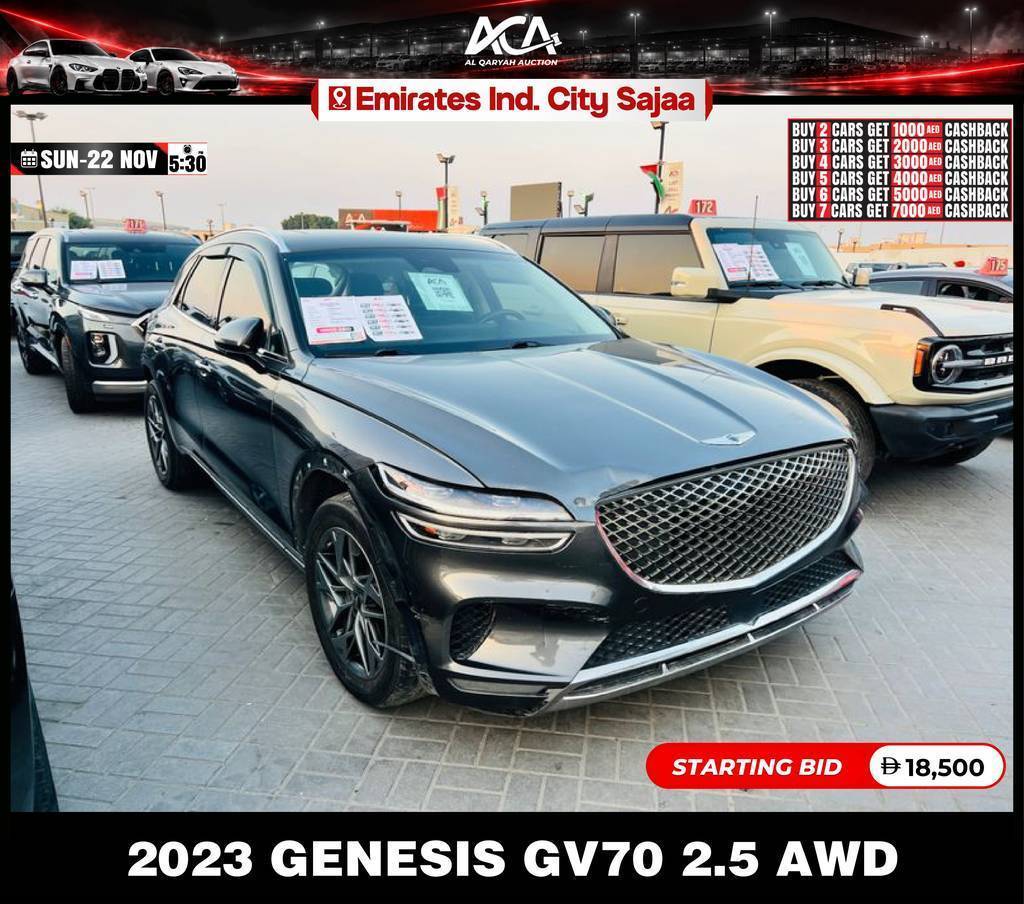 ACA
AL QARYAH AUCTION
Emirates Ind. City Sajaa
SUN-22 NOV 5:30
BUY 2 CARS GET 1000 AED CASHBACK
BUY 3 CARS GET 2000 AED CASHBACK
BUY 4 CARS GET 3000 AED CASHBACK
BUY 5 CARS GET 4000 AED CASHBACK
BUY 6 CARS GET 5000 AED CASHBACK
BUY 7 CARS GET 7000 AED CASHBACK
171
172
175
ACA
STARTING BID
18,500
2023 GENESIS GV70 2.5 AWD